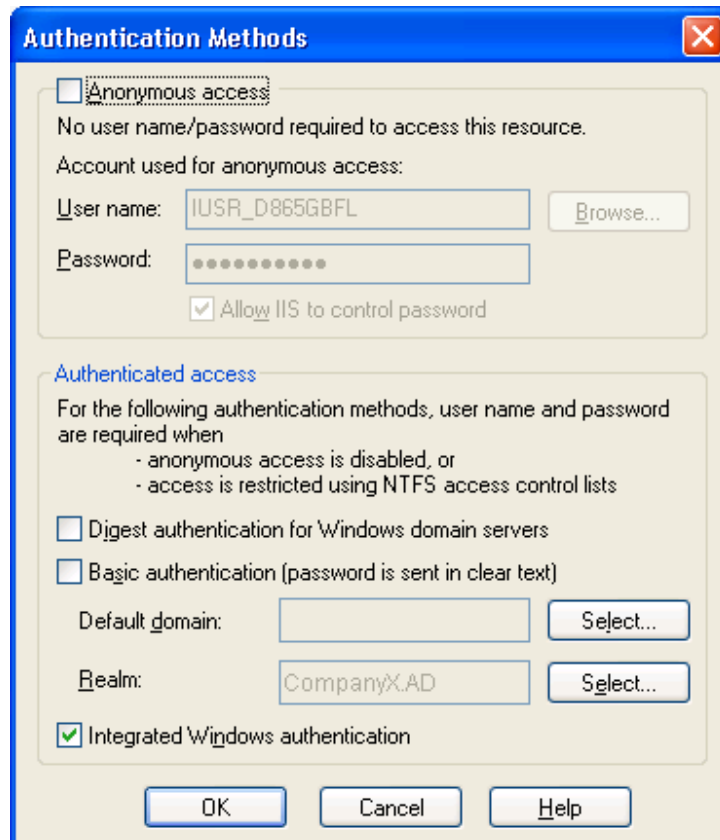 Authentication Methods
Anonymous access
No user name/password required to access this resource.
Account used for anonymous access:
User name: IUSR_D865GBFL Browse...
Password: ●●●●●●●●●●
Allow IIS to control password
Authenticated access
For the following authentication methods, user name and password
are required when
- anonymous access is disabled, or
- access is restricted using NTFS access control lists
Digest authentication for Windows domain servers
Basic authentication (password is sent in clear text)
Default domain: Select...
Realm: CompanyX.AD Select...
Integrated Windows authentication
OK Cancel Help